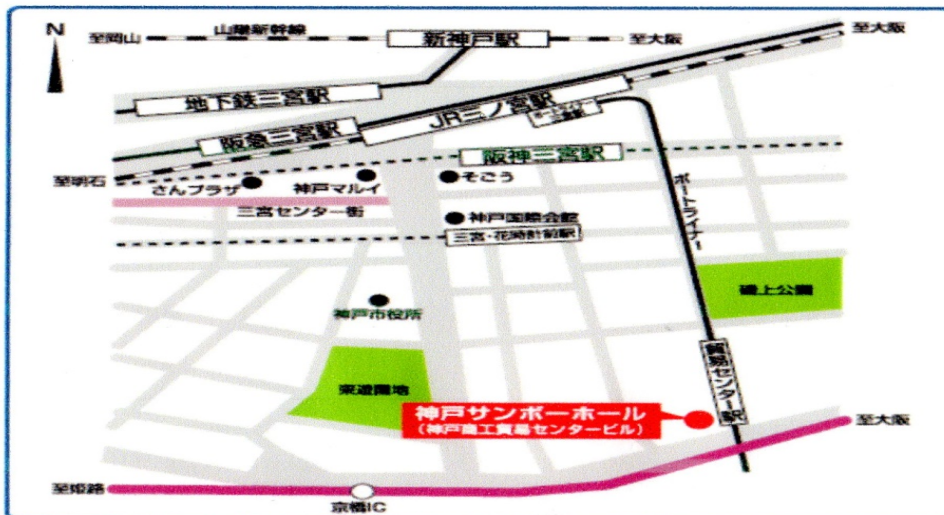 N
至岡山
山陽新幹線
新神戸駅
至大阪
至大阪
地下鉄三宮駅
JR三ノ宮駅
阪急三宮駅
阪神三宮駅
至明石
さんプラザ
神戸マルイ
そごう
ポートライナー
三宮センター街
神戸国際会館
三宮・花時計前駅
磯上公園
神戸市役所
貿易センター駅
東遊園地
神戸サンボーホール
(神戸商工貿易センタービル)
至大阪
至姫路
京橋IC